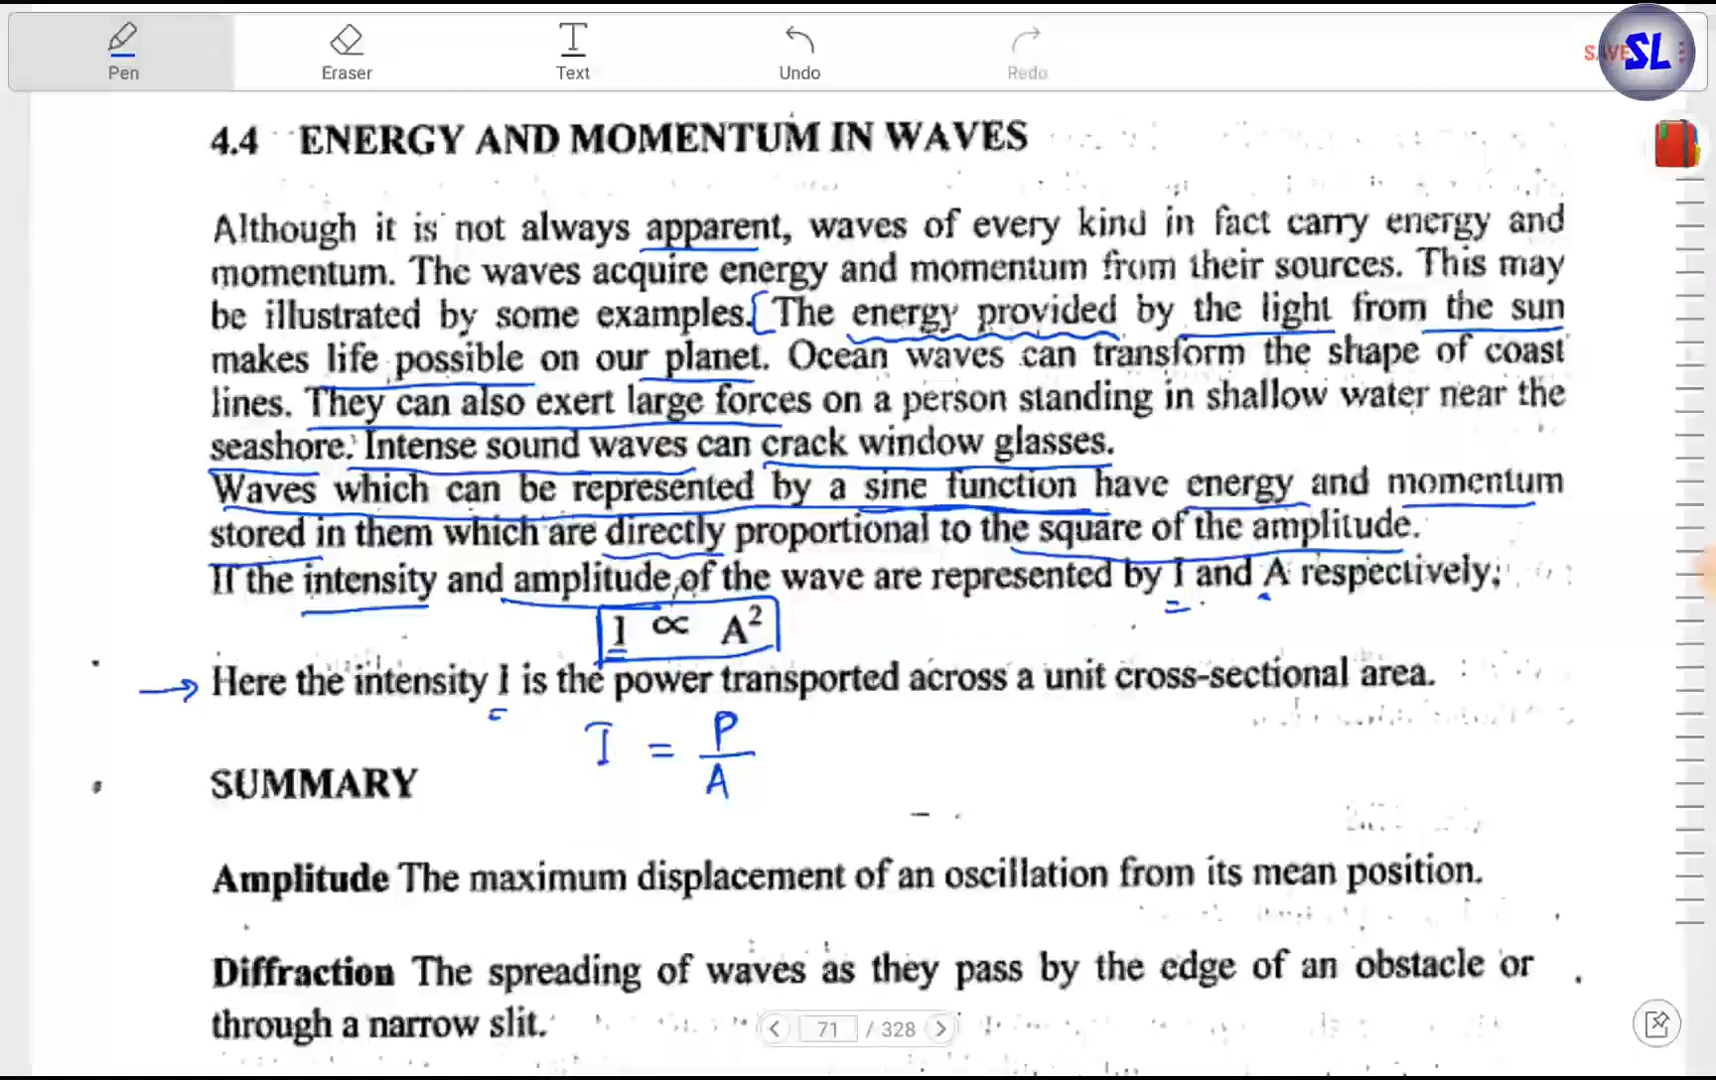 Pen
Eraser
Text
Undo
Redo
SAVE
SL
4.4 ENERGY AND MOMENTUM IN WAVES
Although it is not always apparent, waves of every kind in fact carry energy and
momentum. The waves acquire energy and momentum from their sources. This may
be illustrated by some examples. [The energy provided by the light from the sun
makes life possible on our planet. Ocean waves can transform the shape of coast
lines. They can also exert large forces on a person standing in shallow water near the
seashore. Intense sound waves can crack window glasses.
Waves which can be represented by a sine function have energy and momentum
stored in them which are directly proportional to the square of the amplitude.
If the intensity and amplitude of the wave are represented by I and A respectively;
I ∝ A²
→ Here the intensity I is the power transported across a unit cross-sectional area.
I = P/A
SUMMARY
Amplitude The maximum displacement of an oscillation from its mean position.
Diffraction The spreading of waves as they pass by the edge of an obstacle or
through a narrow slit.
< 71 / 328 >